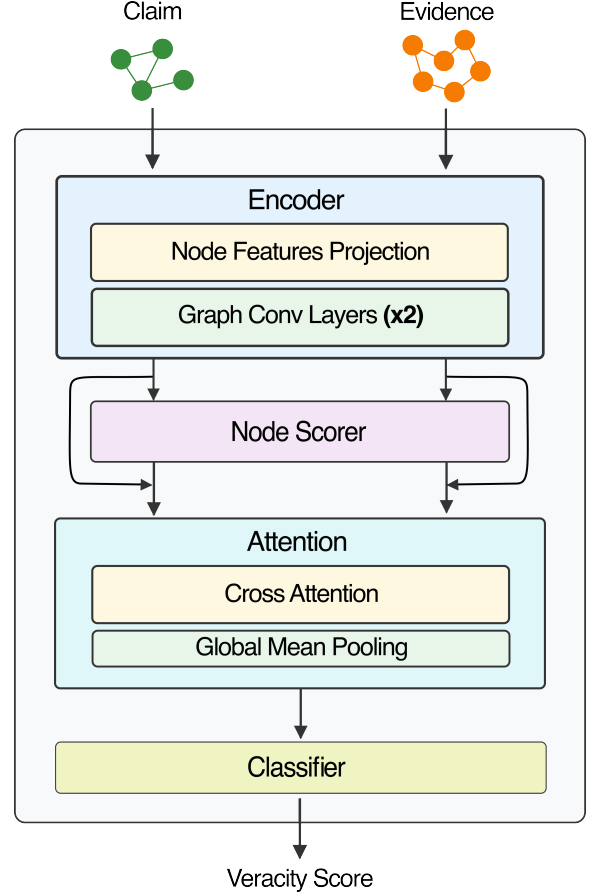 Claim
Evidence
Encoder
Node Features Projection
Graph Conv Layers (x2)
Node Scorer
Attention
Cross Attention
Global Mean Pooling
Classifier
Veracity Score